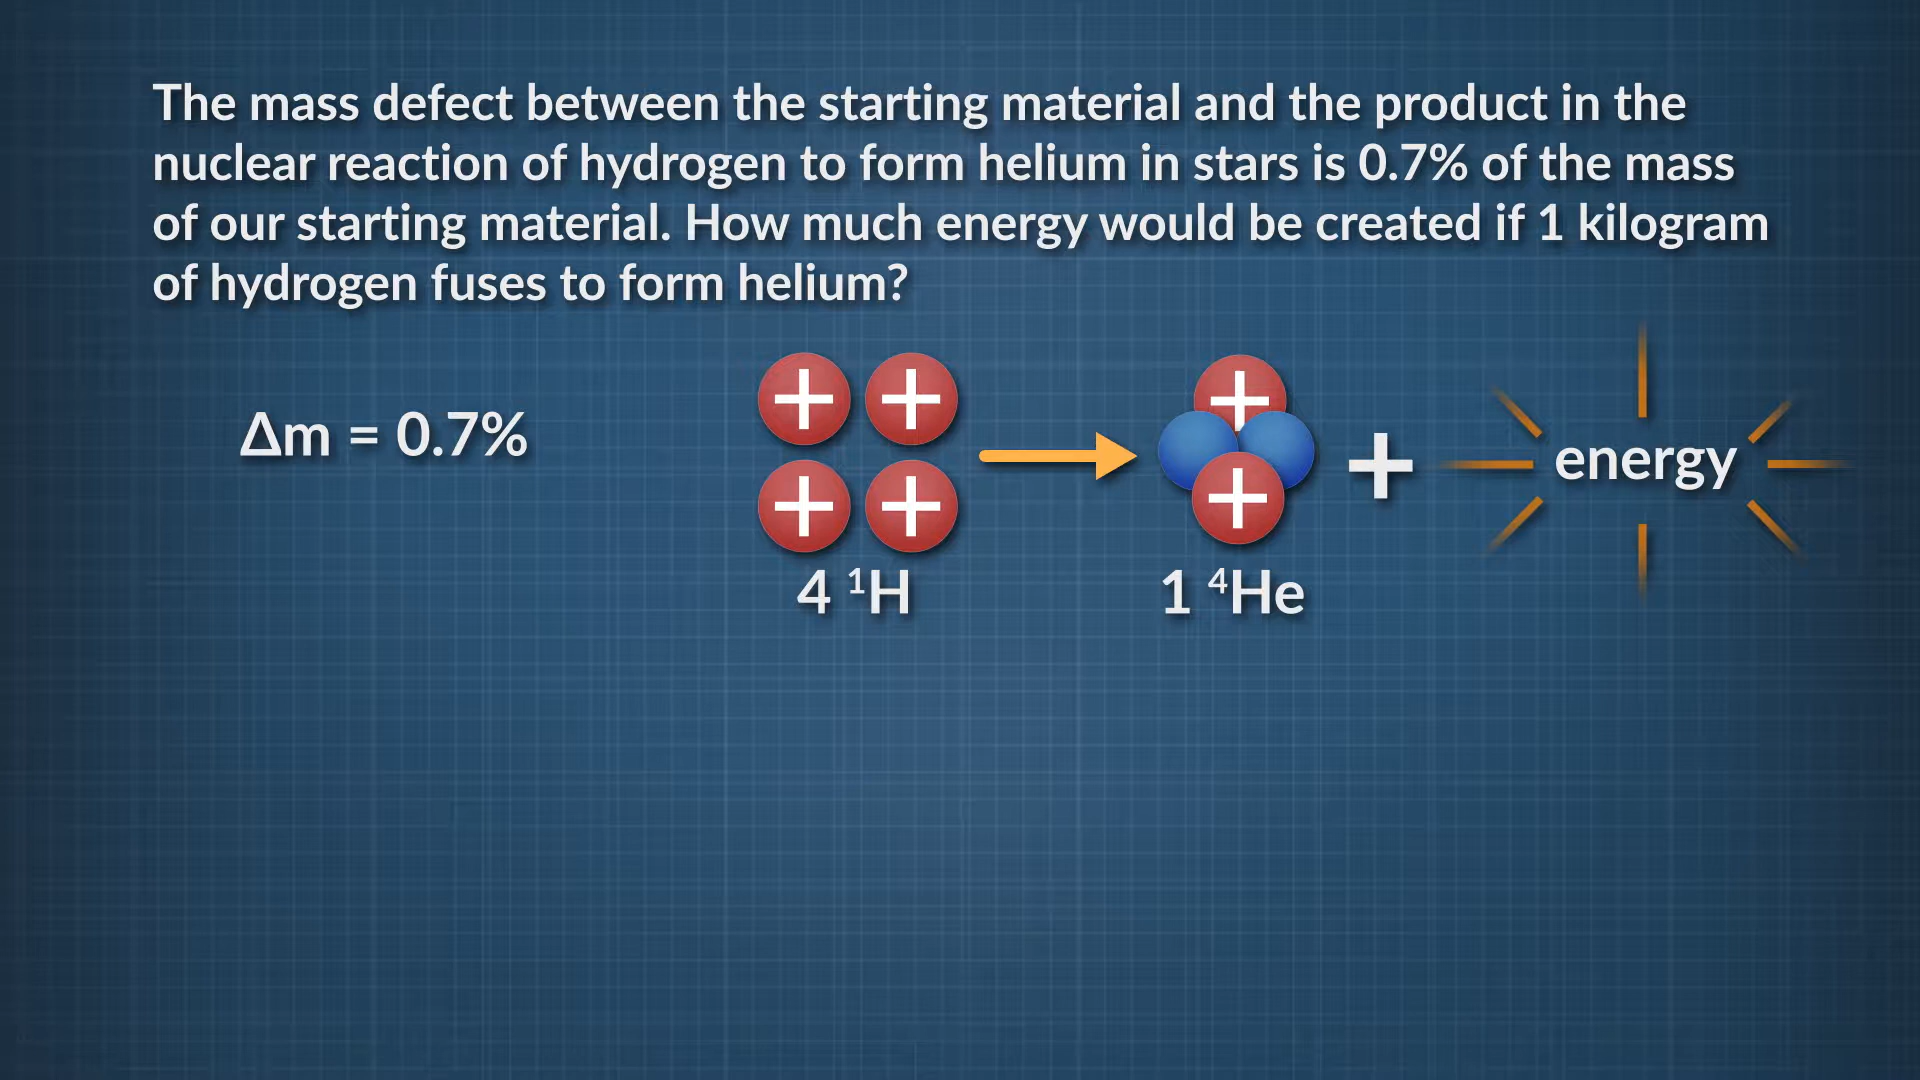 The mass defect between the starting material and the product in the
nuclear reaction of hydrogen to form helium in stars is 0.7% of the mass
of our starting material. How much energy would be created if 1 kilogram
of hydrogen fuses to form helium?
Δm = 0.7%
+ +
+ +
+
+
+
energy
4 ¹H
1 ⁴He